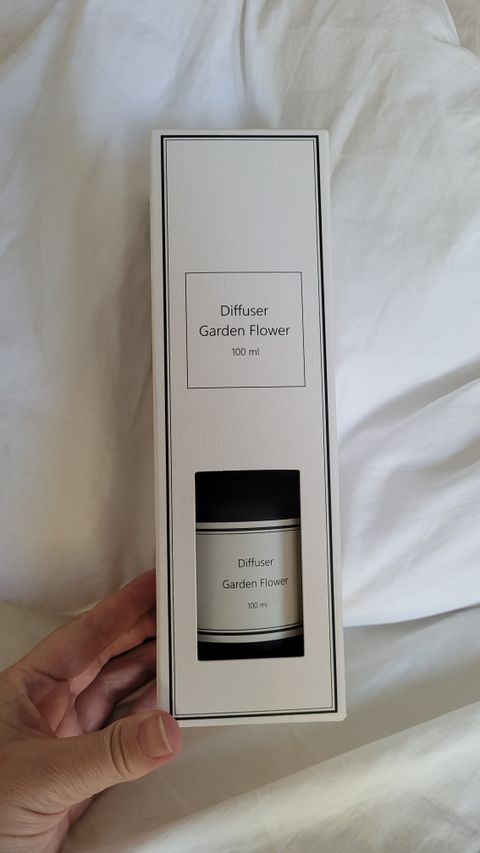 Diffuser
Garden Flower
100 ml
Diffuser
Garden Flower
100 ml